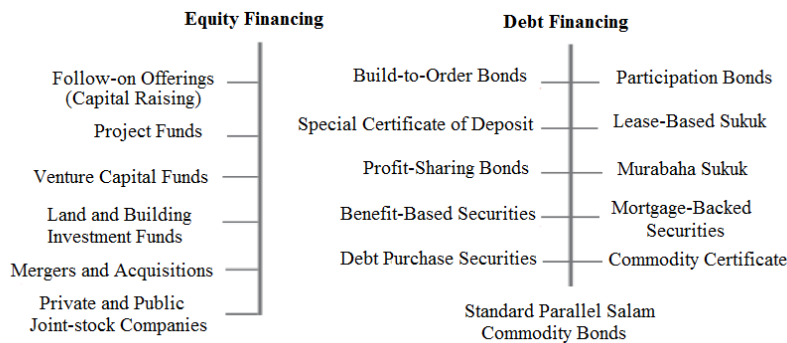 Equity Financing
Follow-on Offerings
(Capital Raising)
Project Funds
Venture Capital Funds
Land and Building
Investment Funds
Mergers and Acquisitions
Private and Public
Joint-stock Companies
Debt Financing
Build-to-Order Bonds
Special Certificate of Deposit
Profit-Sharing Bonds
Benefit-Based Securities
Debt Purchase Securities
Participation Bonds
Lease-Based Sukuk
Murabaha Sukuk
Mortgage-Backed
Securities
Commodity Certificate
Standard Parallel Salam
Commodity Bonds